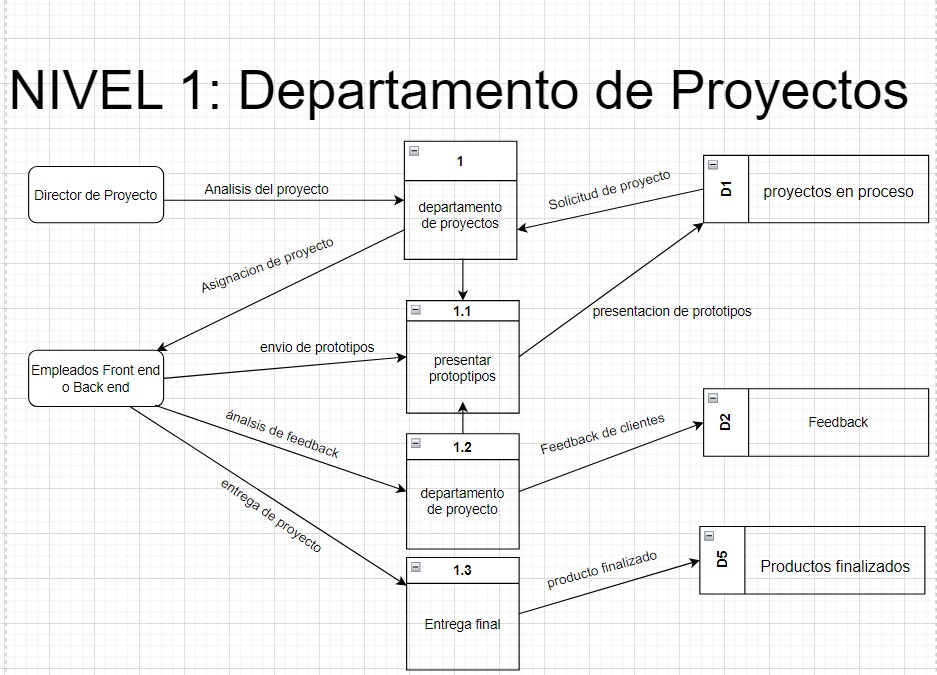 NIVEL 1: Departamento de Proyectos
Director de Proyecto
Analisis del proyecto
1
departamento
de proyectos
Solicitud de proyecto
D1
proyectos en proceso
Asignacion de proyecto
1.1
presentar
protoptipos
presentacion de prototipos
Empleados Front end
o Back end
envio de prototipos
ánalsis de feedback
1.2
departamento
de proyecto
Feedback de clientes
D2
Feedback
entrega de proyecto
1.3
Entrega final
producto finalizado
D5
Productos finalizados